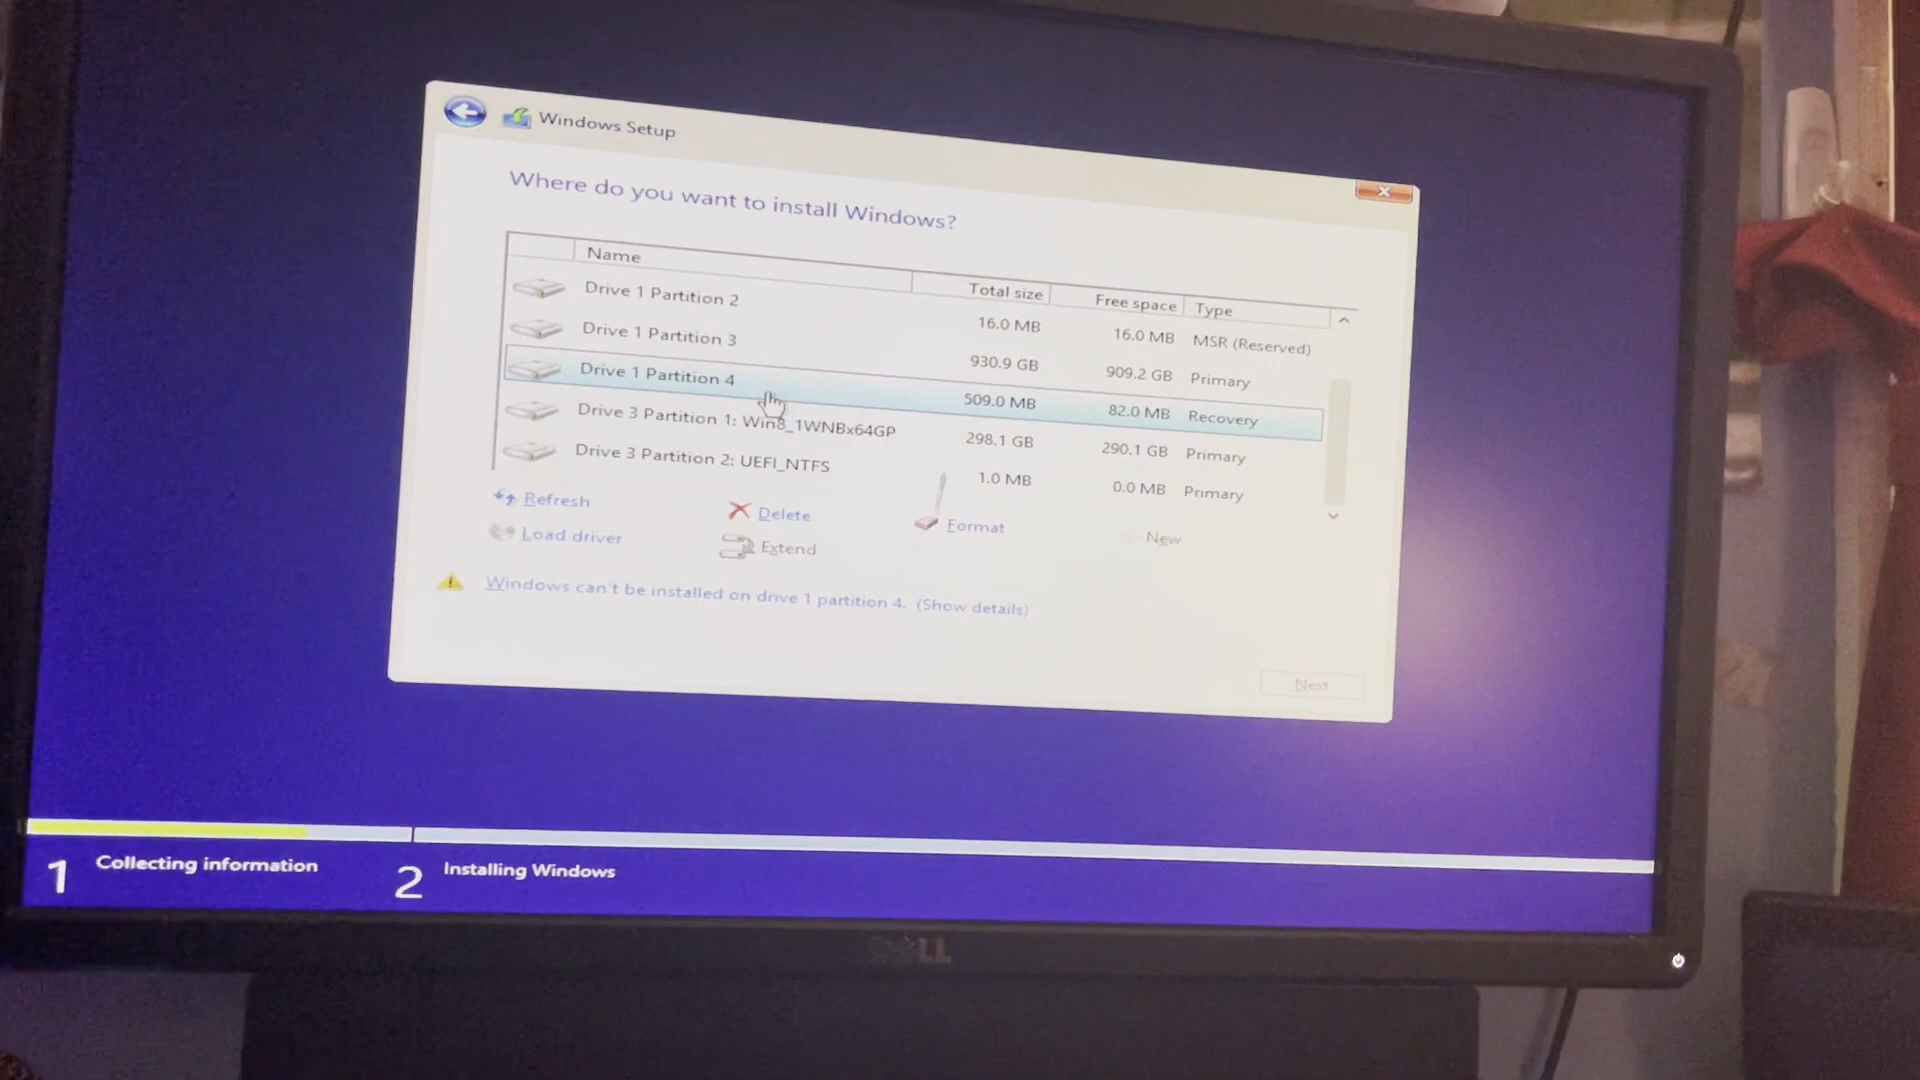 Windows Setup
Where do you want to install Windows?
Name Total size Free space Type
Drive 1 Partition 2 16.0 MB 16.0 MB MSR (Reserved)
Drive 1 Partition 3 930.9 GB 909.2 GB Primary
Drive 1 Partition 4 509.0 MB 82.0 MB Recovery
Drive 3 Partition 1: Win8_1WNBx64GP 298.1 GB 290.1 GB Primary
Drive 3 Partition 2: UEFI_NTFS 1.0 MB 0.0 MB Primary
Refresh Delete Format New
Load driver Extend
Windows can't be installed on drive 1 partition 4. (Show details)
Next
1 Collecting information 2 Installing Windows
DELL